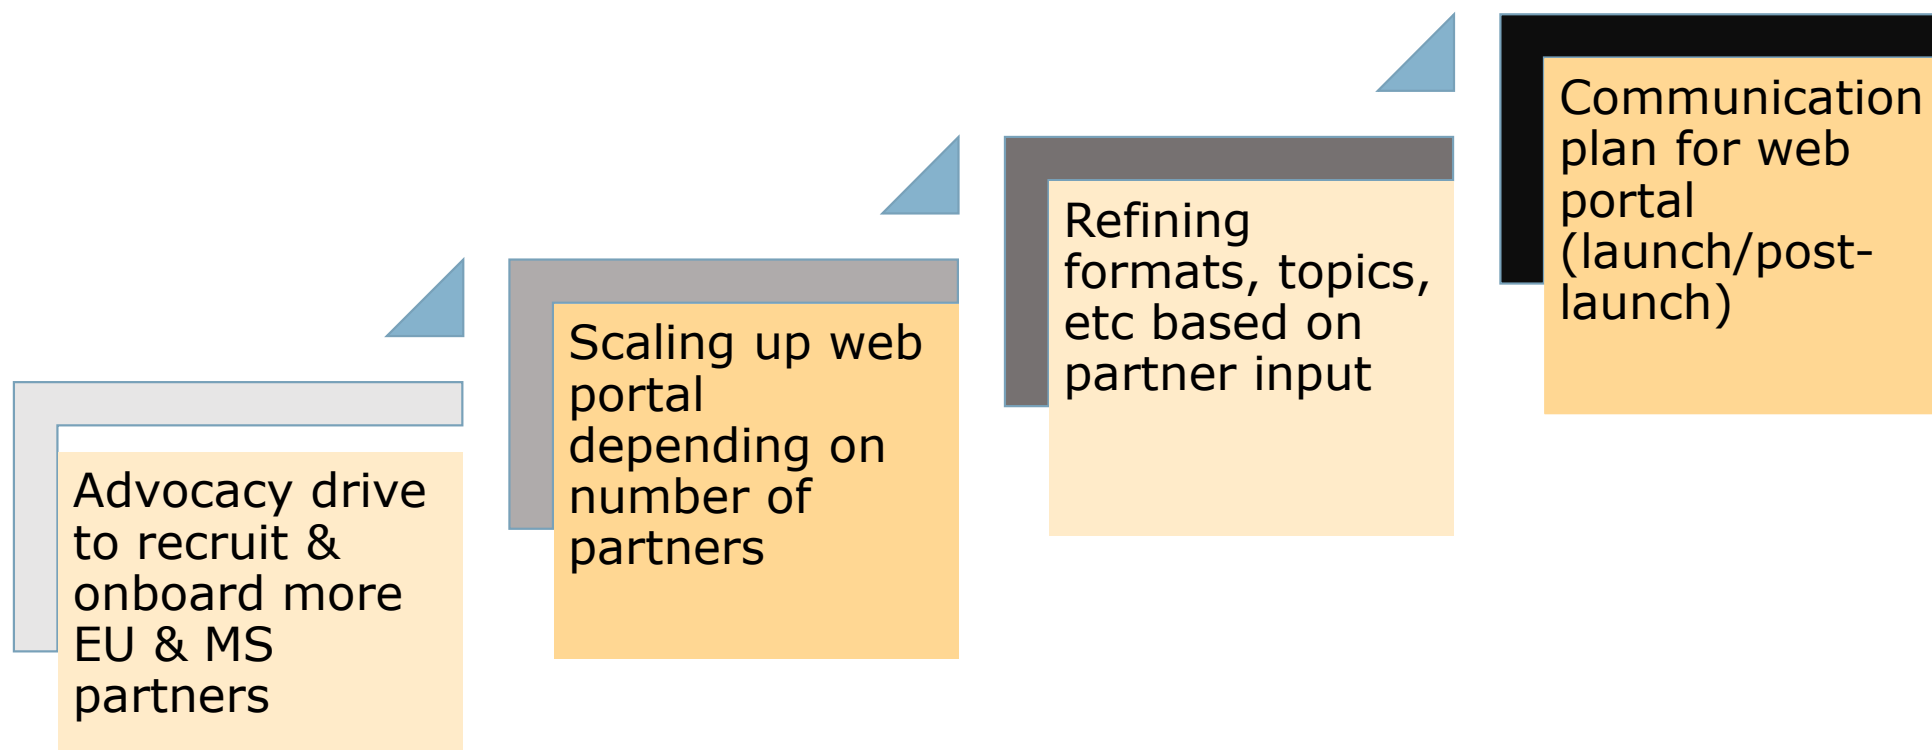 Advocacy drive
to recruit &
onboard more
EU & MS
partners
Scaling up web
portal
depending on
number of
partners
Refining
formats, topics,
etc based on
partner input
Communication
plan for web
portal
(launch/post-
launch)